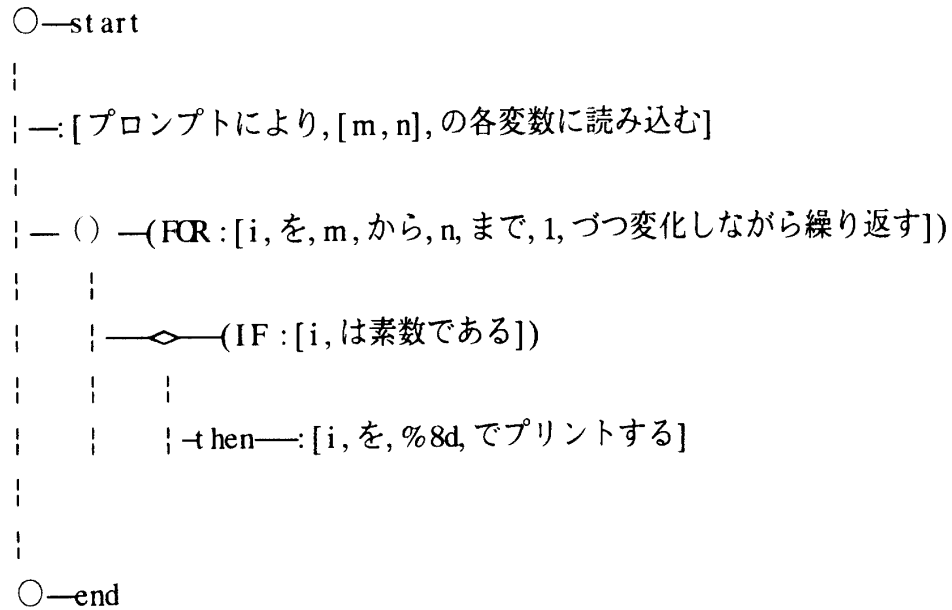 start
[プロンプトにより,[m,n],の各変数に読み込む]
() (FOR:[i,を,m,から,n,まで,1,づつ変化しながら繰り返す])
(IF:[i,は素数である])
then:[i,を,%8d,でプリントする]
end